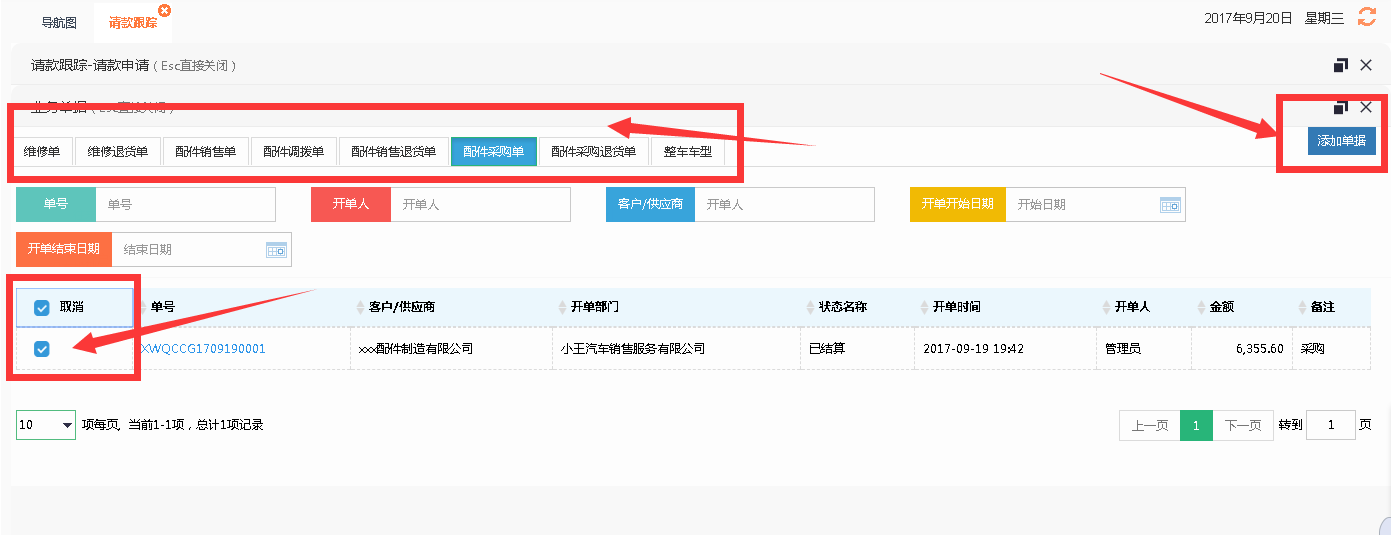 导航图 请款跟踪 2017年9月20日 星期三
请款跟踪-请款申请（Esc直接关闭）
业务单据（Esc直接关闭）
维修单 维修退货单 配件销售单 配件调拨单 配件销售退货单 配件采购单 配件采购退货单 整车车型 添加单据
单号 单号 开单人 开单人 客户/供应商 开单人 开单开始日期 开始日期
开单结束日期 结束日期
取消 单号 客户/供应商 开单部门 状态名称 开单时间 开单人 金额 备注
XWQCCG1709190001 xxx配件制造有限公司 小王汽车销售服务有限公司 已结算 2017-09-19 19:42 管理员 6,355.60 采购
10 项每页, 当前1-1项，总计1项记录 上一页 1 下一页 转到 1 页